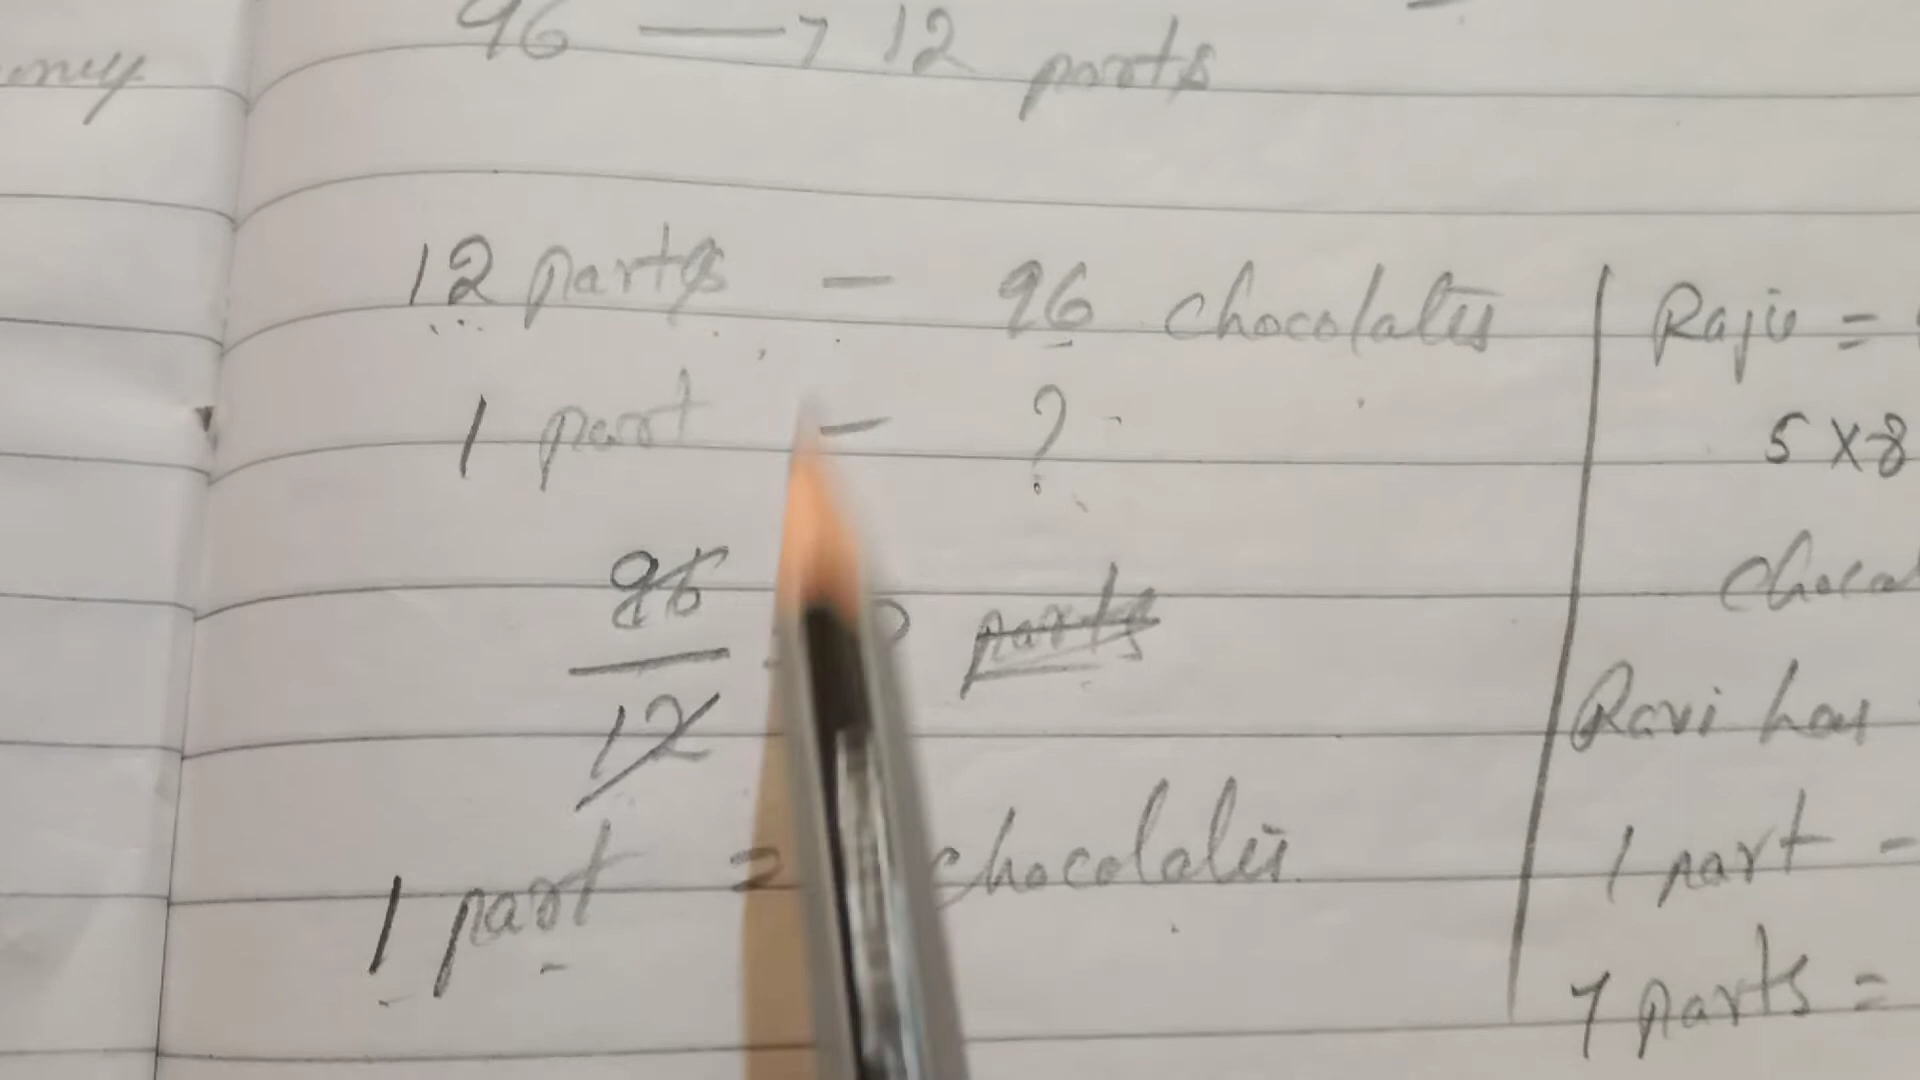 96 → 12 parts
12 parts – 96 chocolates
1 part – ?
96
12
1 part = chocolates
Raju =
5 x 8
Ravi has
1 part -
7 parts =